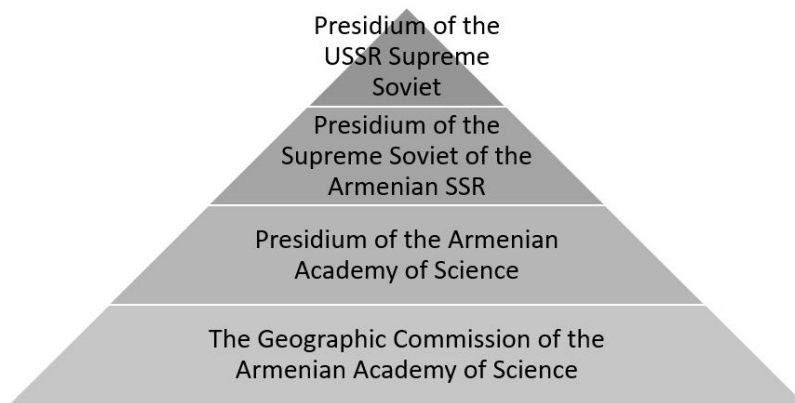 Presidium of the
USSR Supreme
Soviet
Presidium of the
Supreme Soviet of the
Armenian SSR
Presidium of the Armenian
Academy of Science
The Geographic Commission of the
Armenian Academy of Science